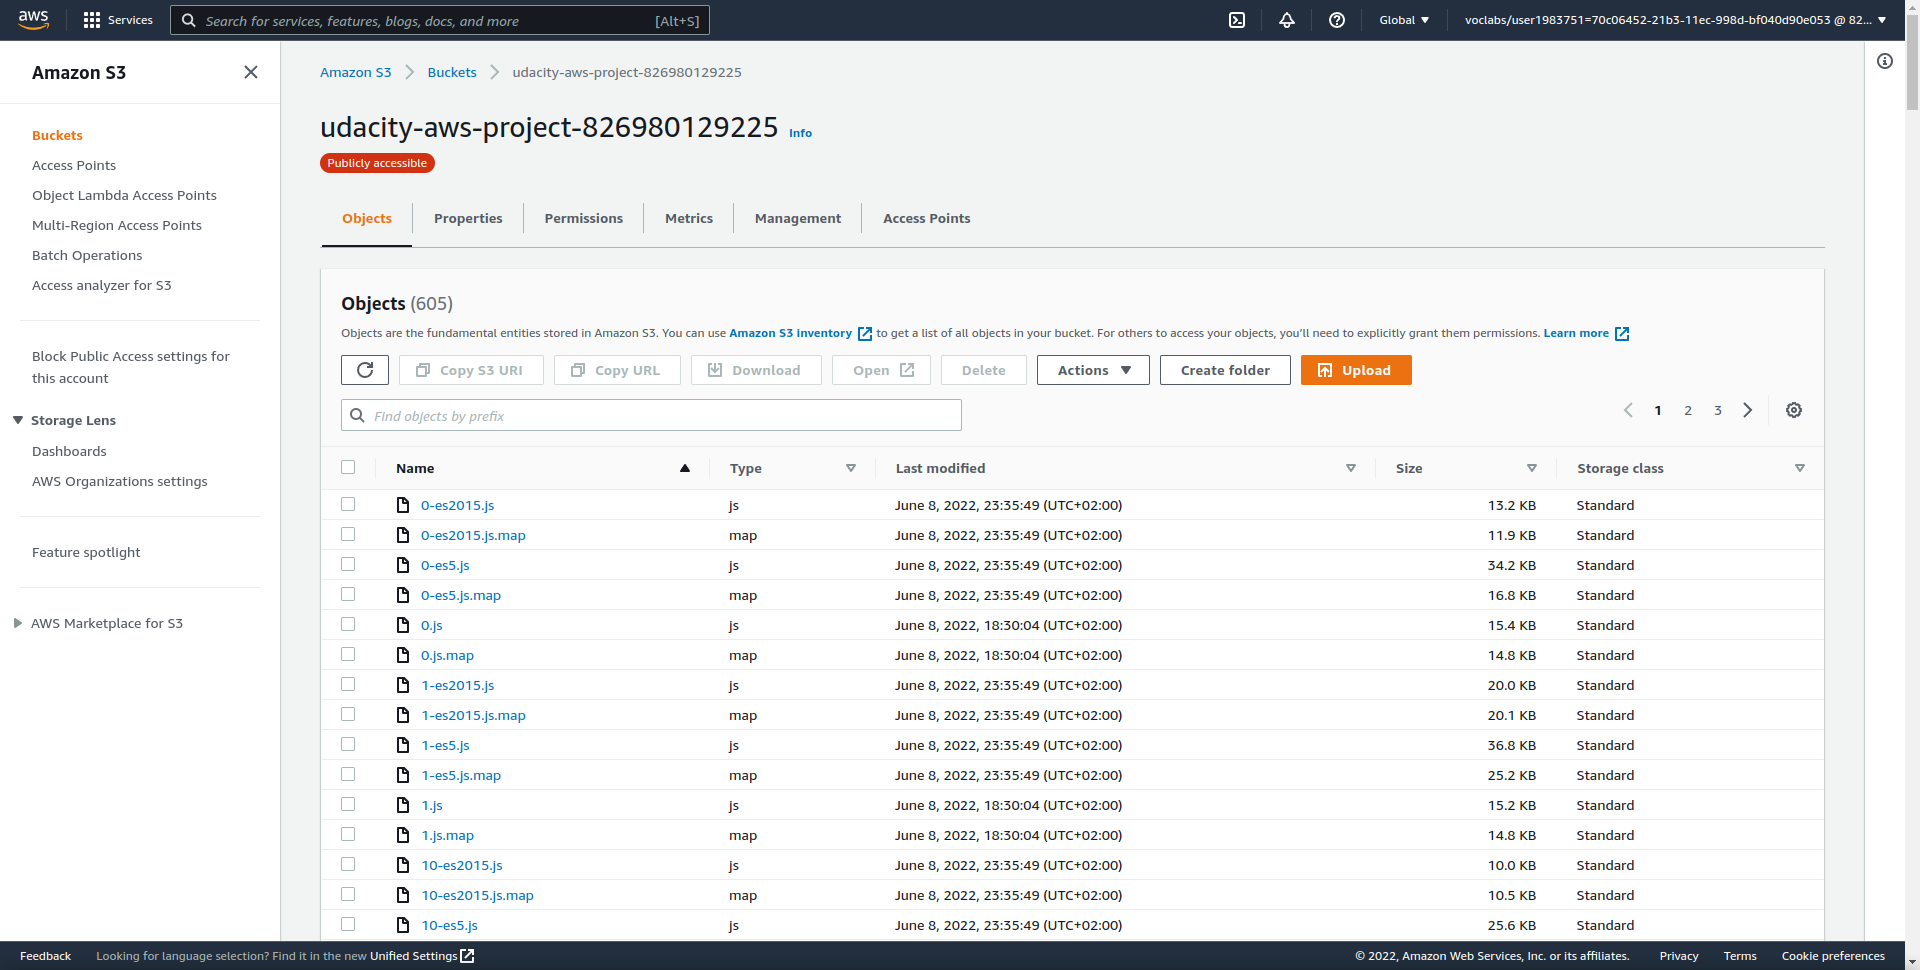 aws Services Search for services, features, blogs, docs, and more [Alt+S] Global voclabs/user1983751=70c06452-21b3-11ec-998d-bf040d90e053 @ 82...
Amazon S3
Buckets
Access Points
Object Lambda Access Points
Multi-Region Access Points
Batch Operations
Access analyzer for S3
Block Public Access settings for
this account
Storage Lens
Dashboards
AWS Organizations settings
Feature spotlight
AWS Marketplace for S3
Amazon S3 Buckets udacity-aws-project-826980129225
udacity-aws-project-826980129225 Info
Publicly accessible
Objects Properties Permissions Metrics Management Access Points
Objects (605)
Objects are the fundamental entities stored in Amazon S3. You can use Amazon S3 inventory to get a list of all objects in your bucket. For others to access your objects, you'll need to explicitly grant them permissions. Learn more
Copy S3 URI Copy URL Download Open Delete Actions Create folder Upload
Find objects by prefix 1 2 3
Name Type Last modified Size Storage class
0-es2015.js js June 8, 2022, 23:35:49 (UTC+02:00) 13.2 KB Standard
0-es2015.js.map map June 8, 2022, 23:35:49 (UTC+02:00) 11.9 KB Standard
0-es5.js js June 8, 2022, 23:35:49 (UTC+02:00) 34.2 KB Standard
0-es5.js.map map June 8, 2022, 23:35:49 (UTC+02:00) 16.8 KB Standard
0.js js June 8, 2022, 18:30:04 (UTC+02:00) 15.4 KB Standard
0.js.map map June 8, 2022, 18:30:04 (UTC+02:00) 14.8 KB Standard
1-es2015.js js June 8, 2022, 23:35:49 (UTC+02:00) 20.0 KB Standard
1-es2015.js.map map June 8, 2022, 23:35:49 (UTC+02:00) 20.1 KB Standard
1-es5.js js June 8, 2022, 23:35:49 (UTC+02:00) 36.8 KB Standard
1-es5.js.map map June 8, 2022, 23:35:49 (UTC+02:00) 25.2 KB Standard
1.js js June 8, 2022, 18:30:04 (UTC+02:00) 15.2 KB Standard
1.js.map map June 8, 2022, 18:30:04 (UTC+02:00) 14.8 KB Standard
10-es2015.js js June 8, 2022, 23:35:49 (UTC+02:00) 10.0 KB Standard
10-es2015.js.map map June 8, 2022, 23:35:49 (UTC+02:00) 10.5 KB Standard
10-es5.js js June 8, 2022, 23:35:49 (UTC+02:00) 25.6 KB Standard
Feedback Looking for language selection? Find it in the new Unified Settings © 2022, Amazon Web Services, Inc. or its affiliates. Privacy Terms Cookie preferences